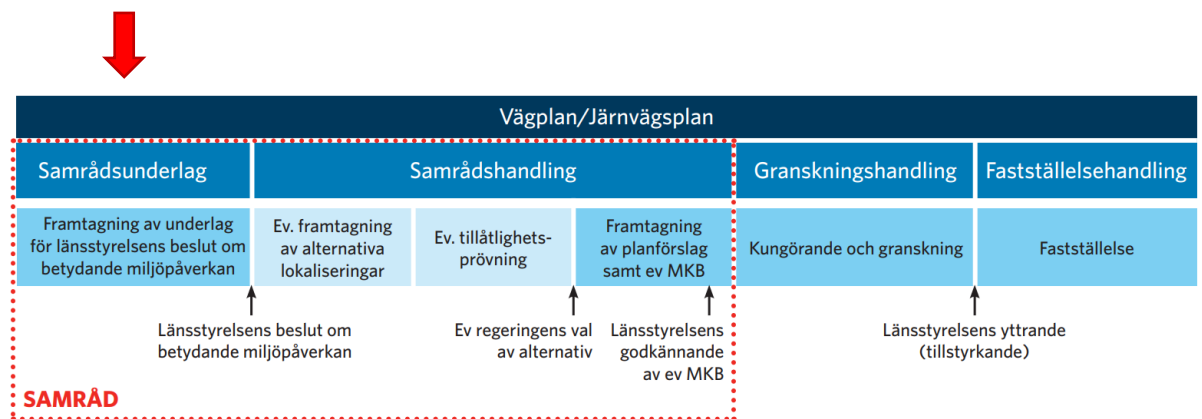 Vägplan/Järnvägsplan
Samrådsunderlag
Samrådshandling
Granskningshandling
Fastställelsehandling
Framtagning av underlag
för länsstyrelsens beslut om
betydande miljöpåverkan
Ev. framtagning
av alternativa
lokaliseringar
Ev. tillåtlighets-
prövning
Framtagning
av planförslag
samt ev MKB
Kungörande och granskning
Fastställelse
Länsstyrelsens beslut om
betydande miljöpåverkan
Ev regeringens val
av alternativ
Länsstyrelsens
godkännande
av ev MKB
Länsstyrelsens yttrande
(tillstyrkande)
SAMRÅD